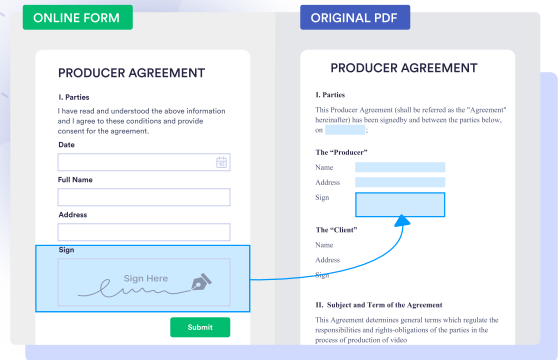 ONLINE FORM
PRODUCER AGREEMENT
I. Parties
I have read and understood the above information
and I agree to these conditions and provide
consent for the agreement.
Date
Full Name
Address
Sign
Sign Here
Submit
ORIGINAL PDF
PRODUCER AGREEMENT
I. Parties
This Producer Agreement (shall be referred as the "Agreement"
hereinafter) has been signedby and between the parties below,
on ;
The “Producer”
Name
Address
Sign
The “Client”
Name
Address
Sign
II. Subject and Term of the Agreement
This Agreement determines general terms which regulate the
responsibilities and rights-obligations of the parties in the
process of production of video